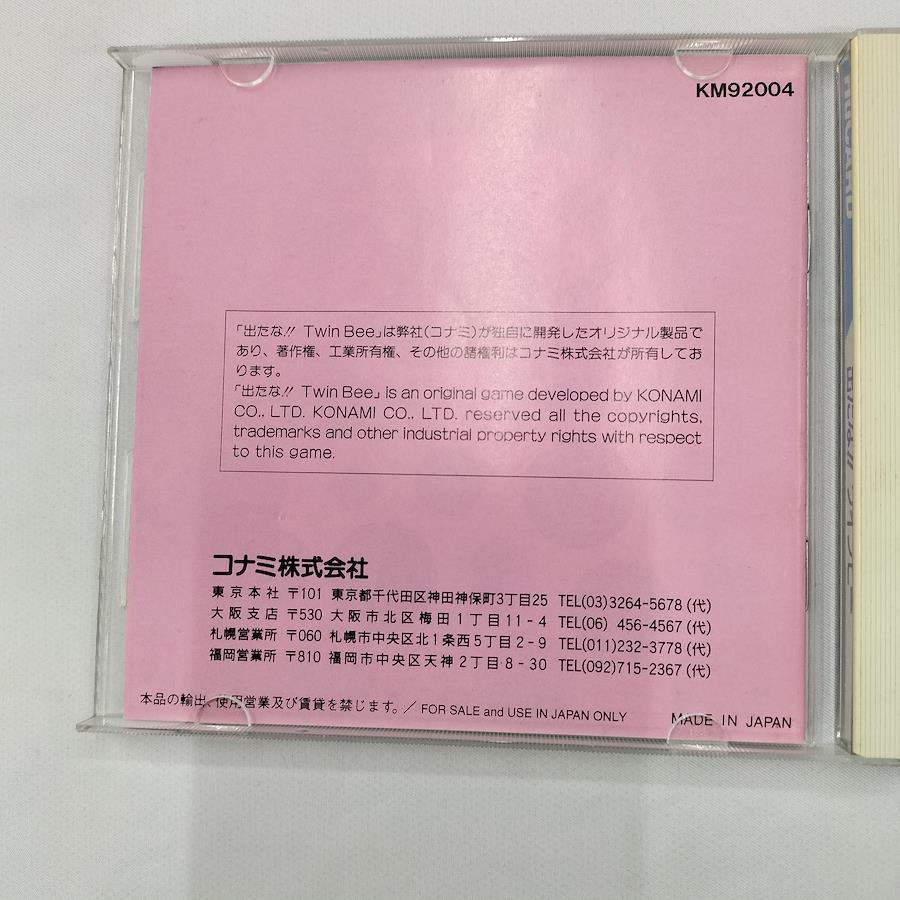 KM92004
「出たな!! Twin Bee」は弊社(コナミ)が独自に開発したオリジナル製品で
あり、著作権、工業所有権、その他の諸権利はコナミ株式会社が所有してお
ります。
「出たな!! Twin Bee」 is an original game developed by KONAMI
CO., LTD. KONAMI CO., LTD. reserved all the copyrights,
trademarks and other industrial property rights with respect
to this game.
コナミ株式会社
東京本社 〒101 東京都千代田区神田神保町3丁目25 TEL(03)3264-5678(代)
大阪支店 〒530 大阪市北区梅田1丁目11-4 TEL(06) 456-4567(代)
札幌営業所 〒060 札幌市中央区北1条西5丁目2-9 TEL(011)232-3778(代)
福岡営業所 〒810 福岡市中央区天神2丁目8-30 TEL(092)715-2367(代)
本品の輸出、使用営業及び賃貸を禁じます。/ FOR SALE and USE IN JAPAN ONLY
MADE IN JAPAN
出たな!! ツインビー